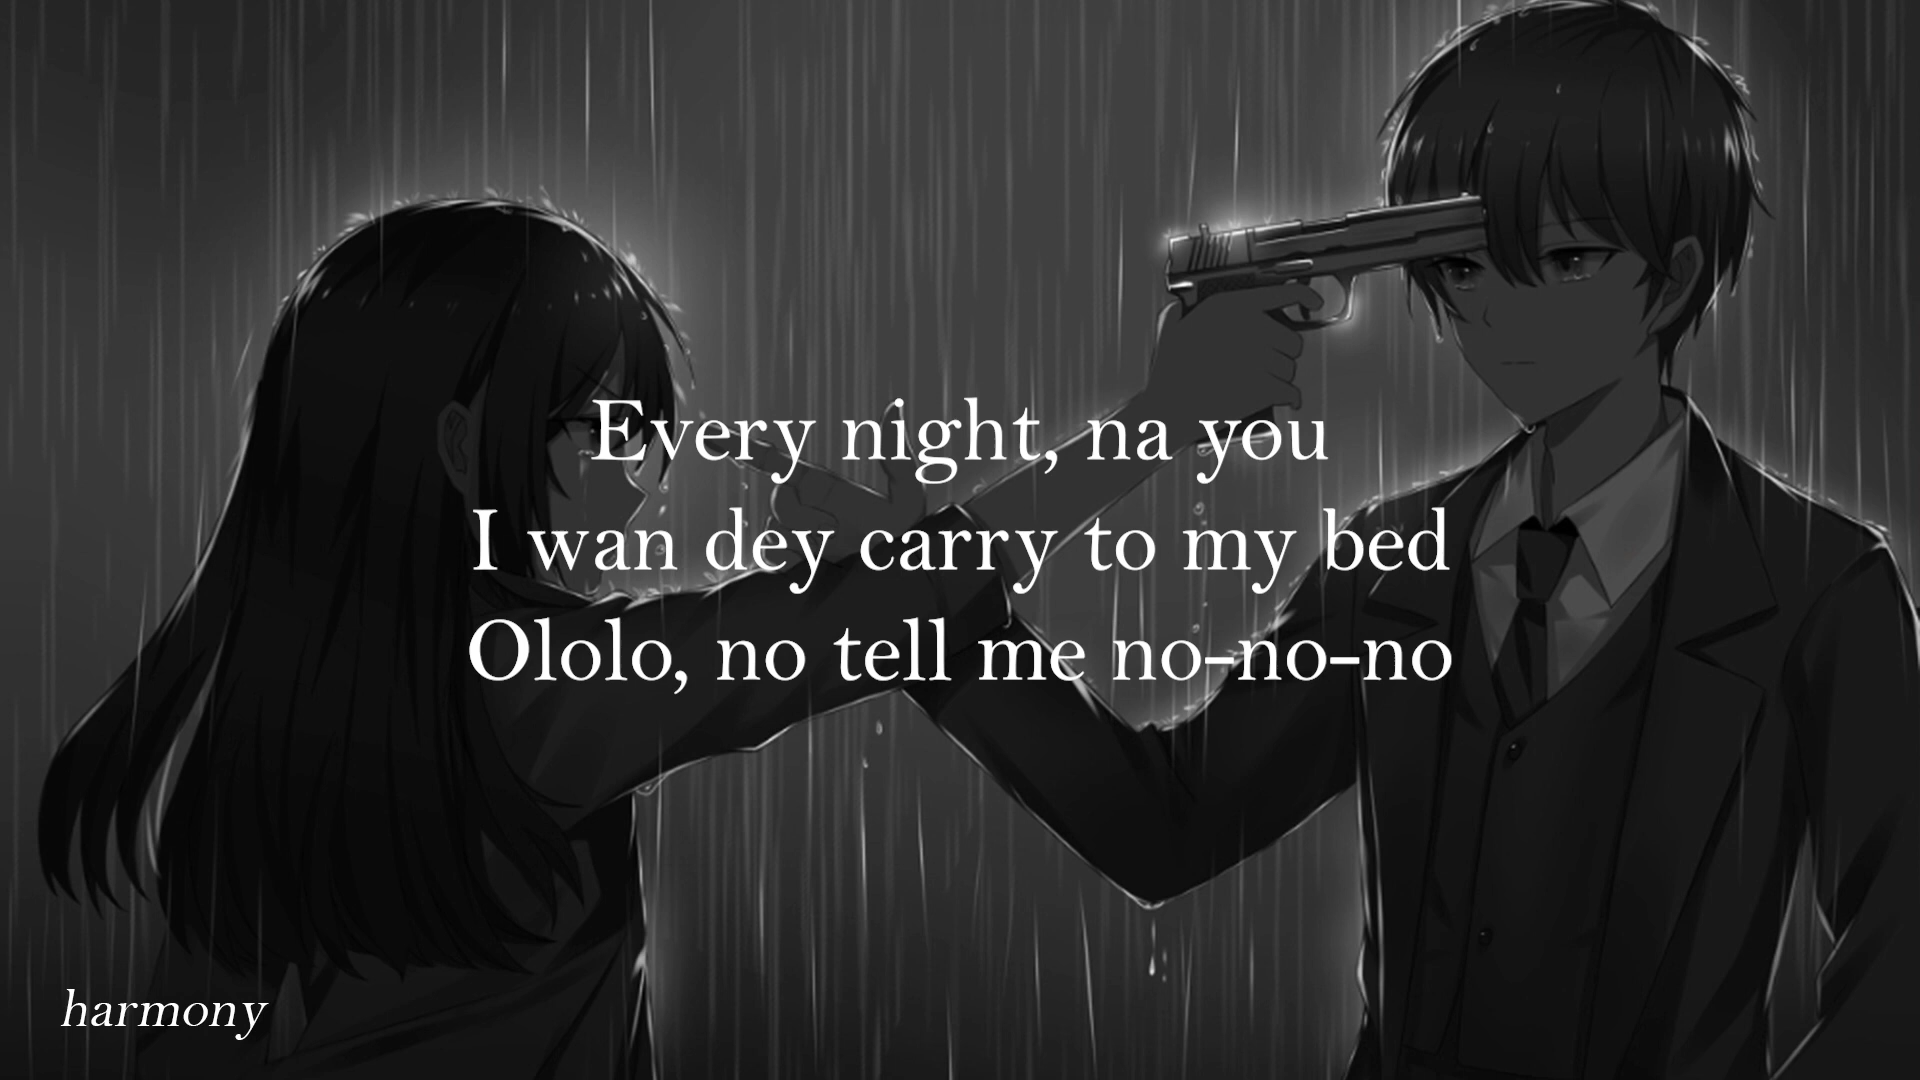 Every night, na you
I wan dey carry to my bed
Ololo, no tell me no-no-no
harmony